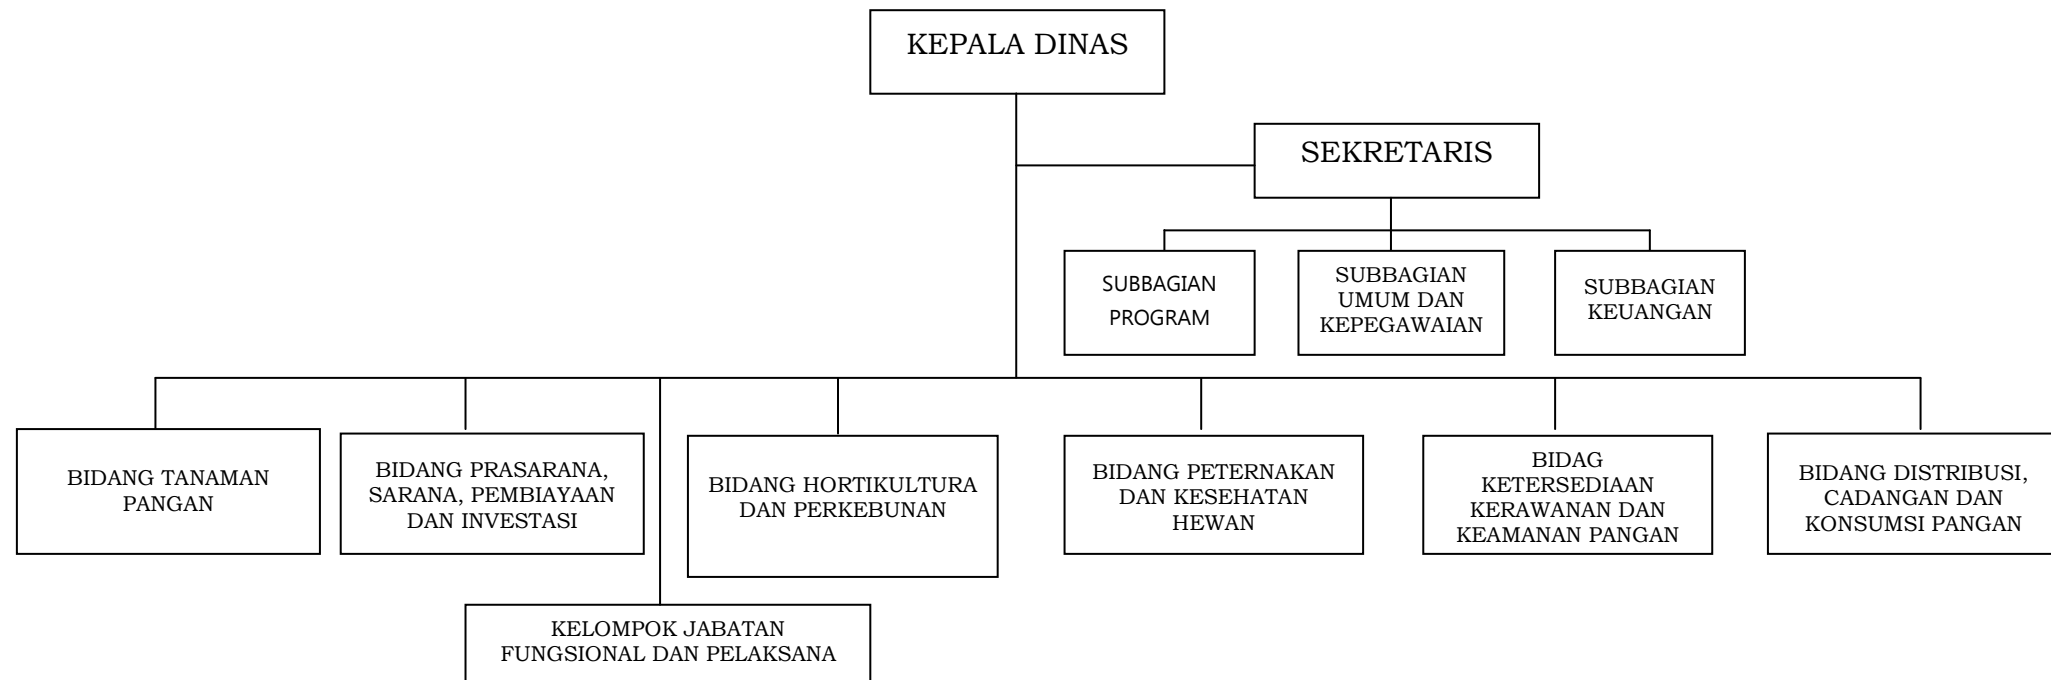 KEPALA DINAS
SEKRETARIS
SUBBAGIAN
PROGRAM
SUBBAGIAN
UMUM DAN
KEPEGAWAIAN
SUBBAGIAN
KEUANGAN
BIDANG TANAMAN
PANGAN
BIDANG PRASARANA,
SARANA, PEMBIAYAAN
DAN INVESTASI
BIDANG HORTIKULTURA
DAN PERKEBUNAN
BIDANG PETERNAKAN
DAN KESEHATAN
HEWAN
BIDAG
KETERSEDIAAN
KERAWANAN DAN
KEAMANAN PANGAN
BIDANG DISTRIBUSI,
CADANGAN DAN
KONSUMSI PANGAN
KELOMPOK JABATAN
FUNGSIONAL DAN PELAKSANA